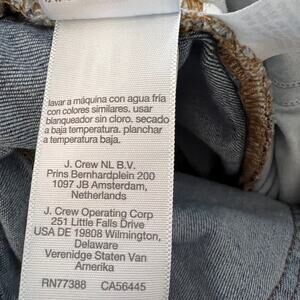 lavar a máquina con agua fría
con colores similares. usar
blanqueador sin cloro. secado
a baja temperatura. planchar
a temperatura baja.
J. Crew NL B.V.
Prins Bernhardplein 200
1097 JB Amsterdam,
Netherlands
J. Crew Operating Corp
251 Little Falls Drive
USA DE 19808 Wilmington,
Delaware
Verenidge Staten Van
Amerika
RN77388 CA56445